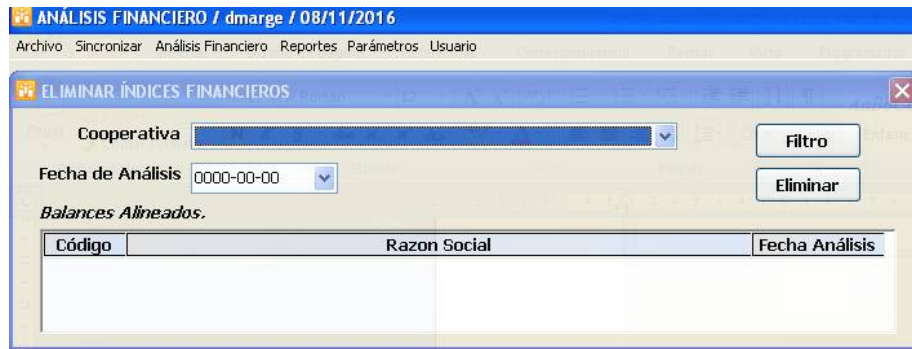 ANÁLISIS FINANCIERO / dmarge / 08/11/2016
Archivo Sincronizar Análisis Financiero Reportes Parámetros Usuario
ELIMINAR ÍNDICES FINANCIEROS
Cooperativa
Filtro
Fecha de Análisis 0000-00-00
Eliminar
Balances Alineados.
Código Razon Social Fecha Análisis